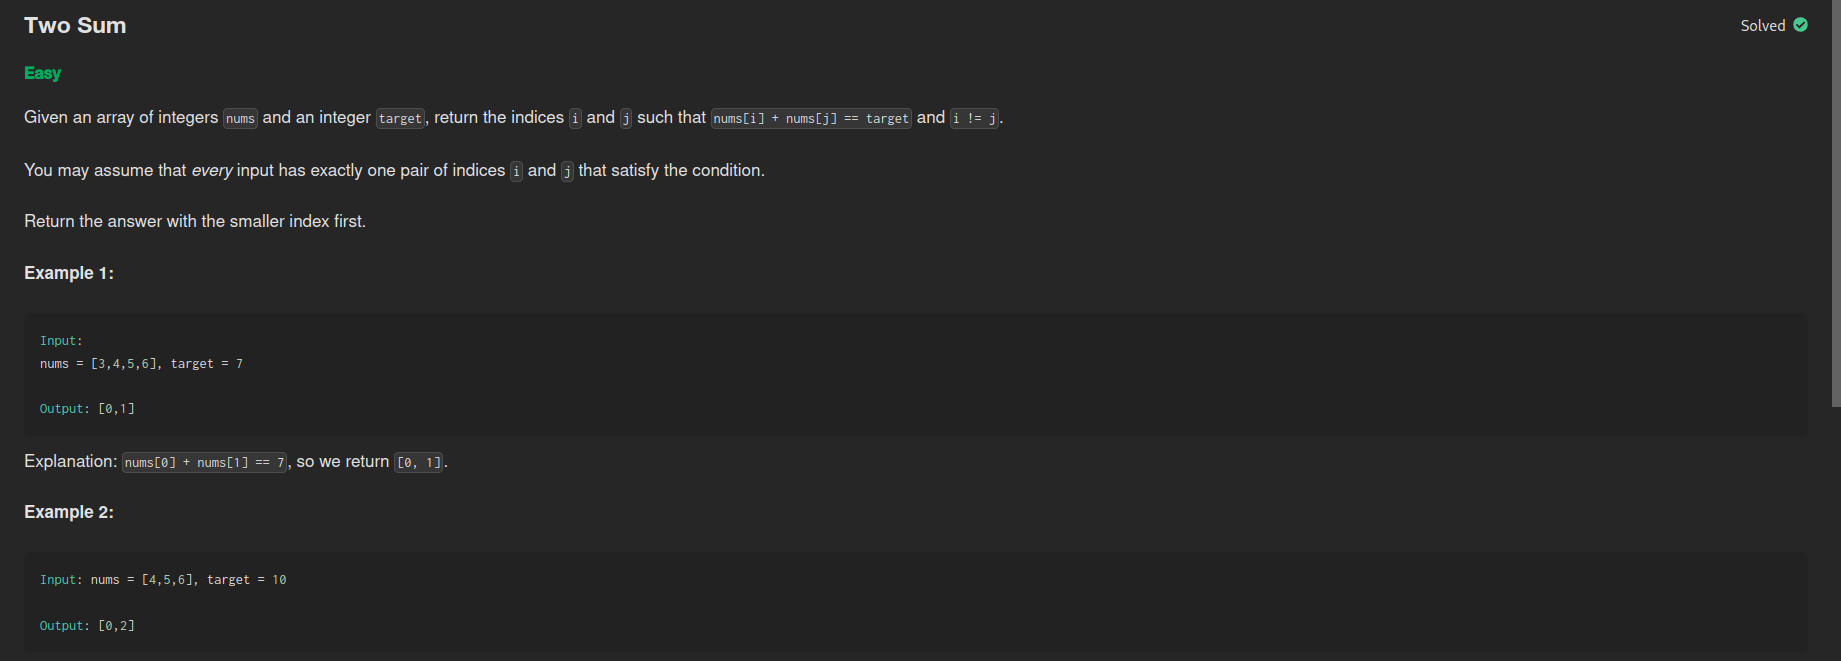 Two Sum
Solved
Easy
Given an array of integers nums and an integer target, return the indices i and j such that nums[i] + nums[j] == target and i != j.
You may assume that every input has exactly one pair of indices i and j that satisfy the condition.
Return the answer with the smaller index first.
Example 1:
Input:
nums = [3,4,5,6], target = 7
Output: [0,1]
Explanation: nums[0] + nums[1] == 7, so we return [0, 1].
Example 2:
Input: nums = [4,5,6], target = 10
Output: [0,2]